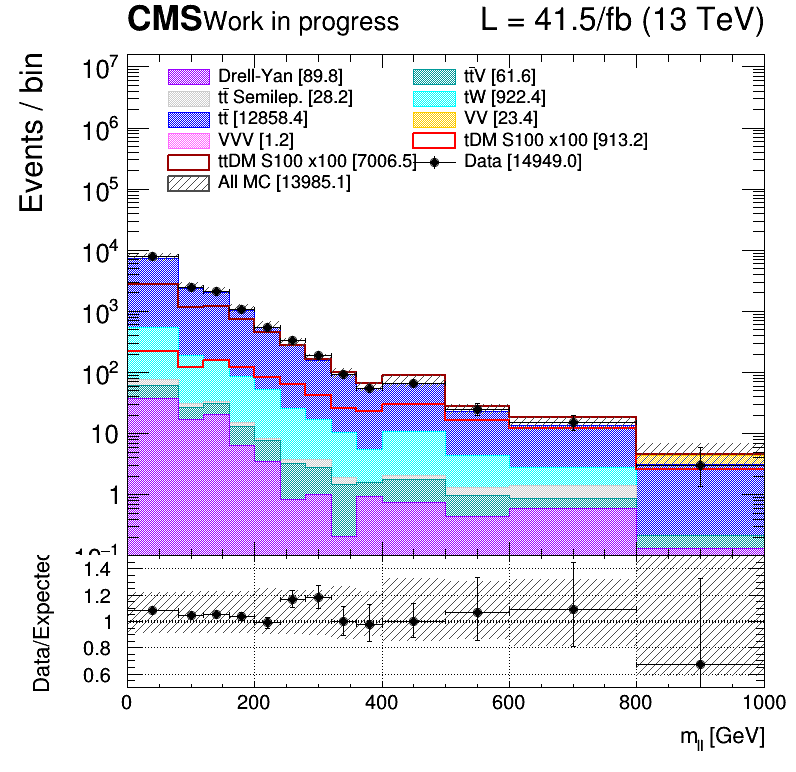 CMS Work in progress L = 41.5/fb (13 TeV)
Events / bin
10⁷
10⁶
10⁵
10⁴
10³
10²
10
1
10⁻¹
Drell-Yan [89.8] tt̄V [61.6]
tt̄ Semilep. [28.2] tW [922.4]
tt̄ [12858.4] VV [23.4]
VVV [1.2] tDM S100 x100 [913.2]
ttDM S100 x100 [7006.5] Data [14949.0]
All MC [13985.1]
Data/Expected
1.4
1.2
1
0.8
0.6
0 200 400 600 800 1000
m_ll [GeV]